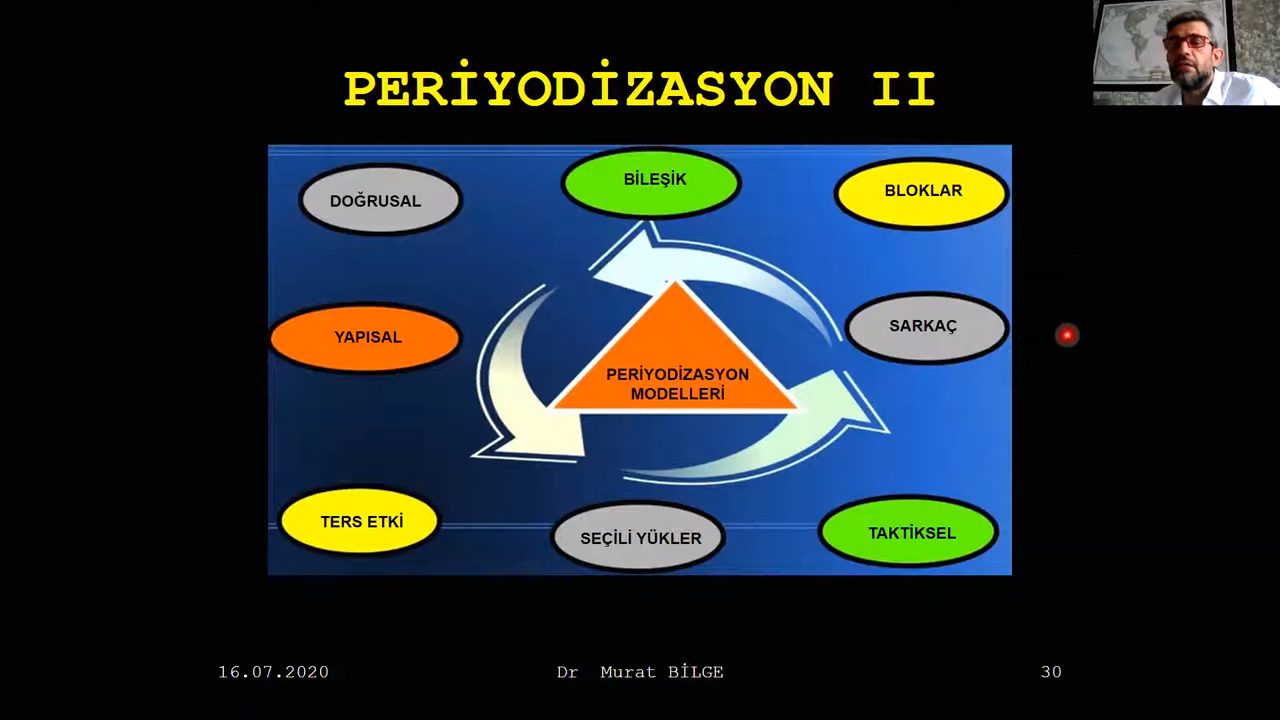 PERİYODİZASYON II
DOĞRUSAL
BİLEŞİK
BLOKLAR
YAPISAL
SARKAÇ
PERİYODİZASYON
MODELLERİ
TERS ETKİ
SEÇİLİ YÜKLER
TAKTİKSEL
16.07.2020
Dr Murat BİLGE
30